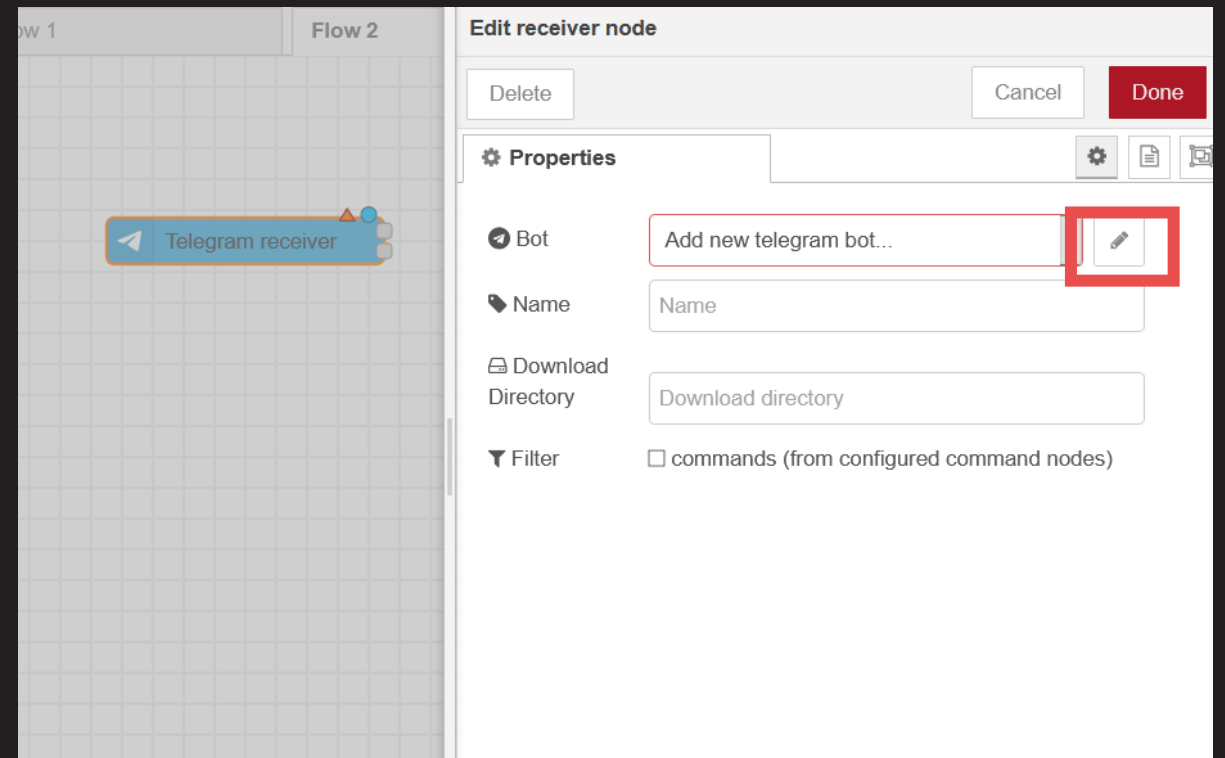 ow 1
Flow 2
Edit receiver node
Delete
Cancel
Done
Properties
Telegram receiver
Bot
Add new telegram bot...
Name
Name
Download
Directory
Download directory
Filter
commands (from configured command nodes)